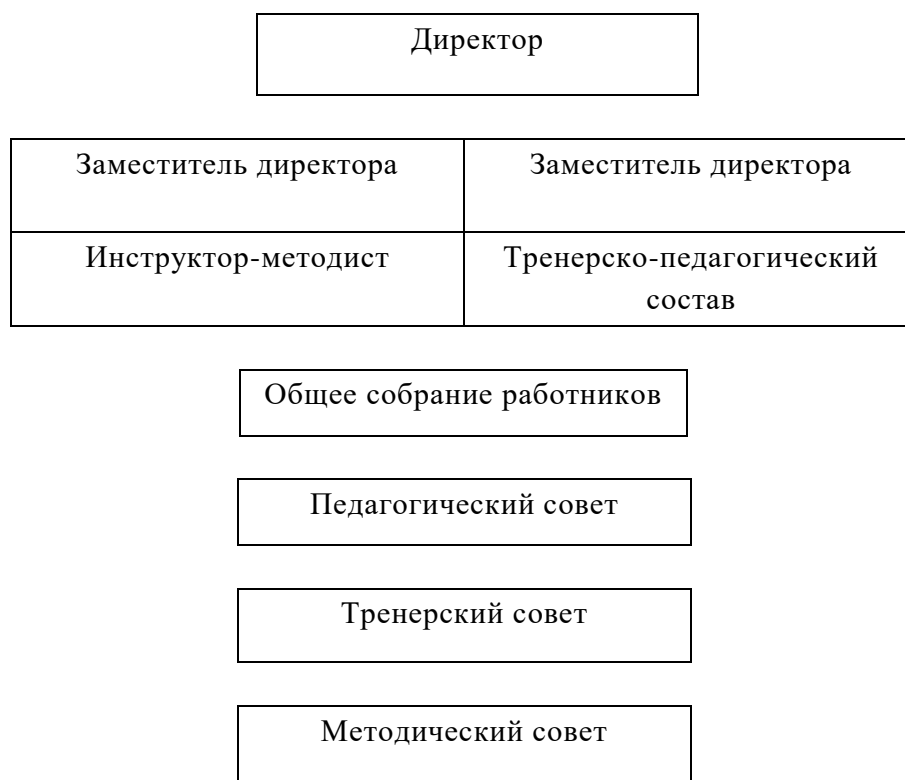 Директор
Заместитель директора
Заместитель директора
Инструктор-методист
Тренерско-педагогический
состав
Общее собрание работников
Педагогический совет
Тренерский совет
Методический совет